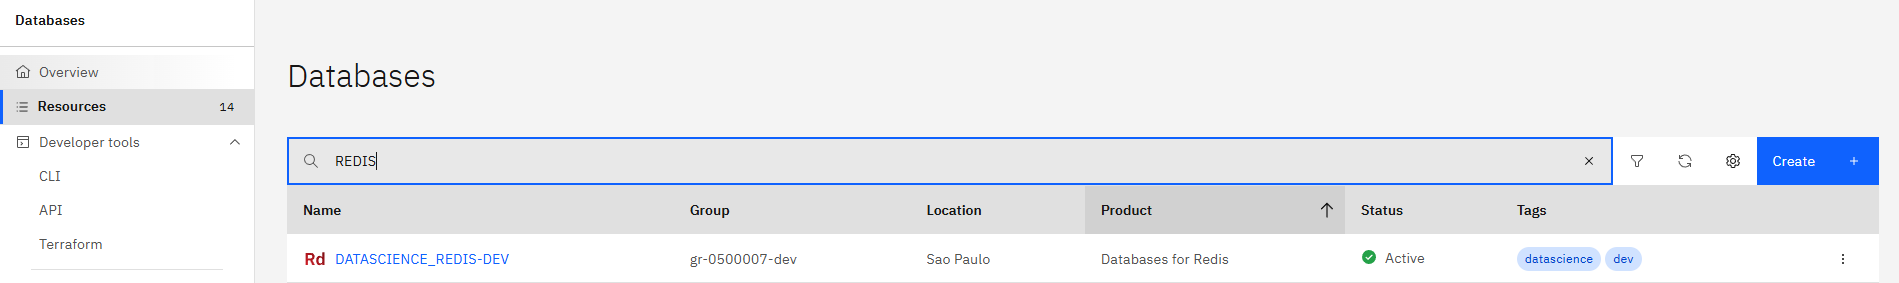 Databases
Overview
Resources 14
Developer tools
CLI
API
Terraform
Databases
REDIS
Create
Name Group Location Product Status Tags
Rd DATASCIENCE_REDIS-DEV gr-0500007-dev Sao Paulo Databases for Redis Active datascience dev